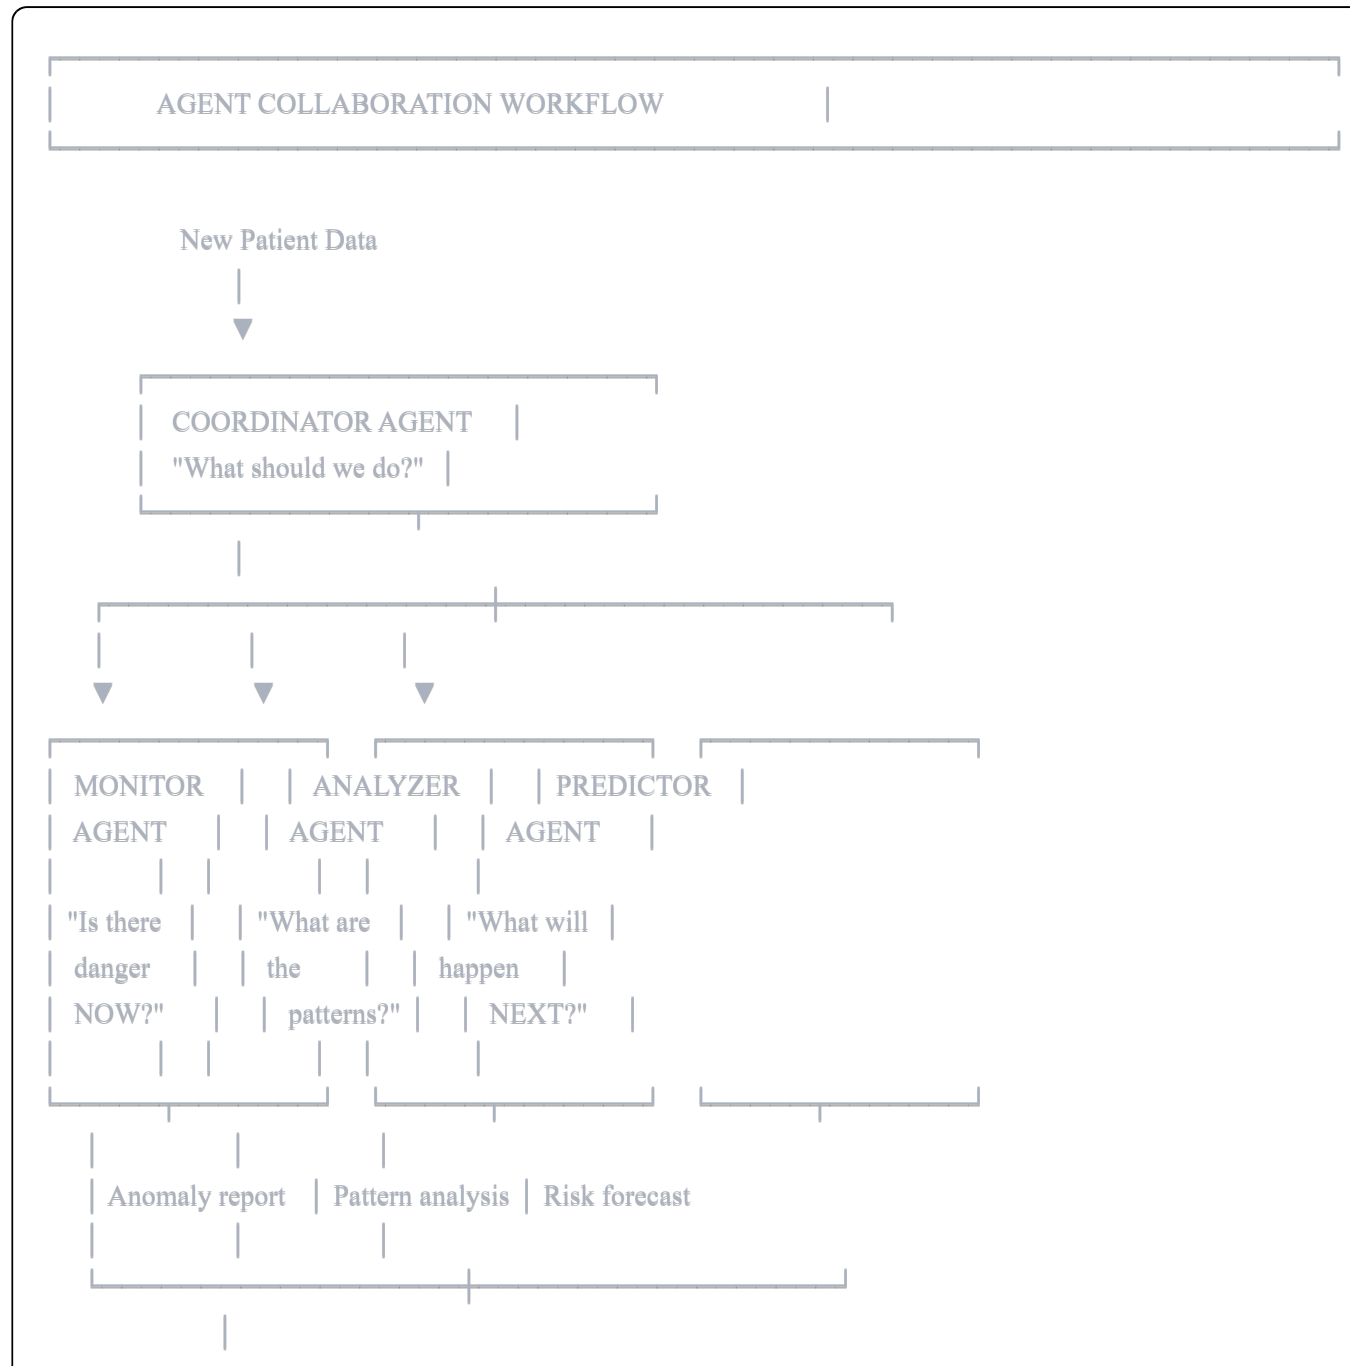 AGENT COLLABORATION WORKFLOW
New Patient Data
COORDINATOR AGENT
"What should we do?"
MONITOR ANALYZER PREDICTOR
AGENT AGENT AGENT
"Is there "What are "What will
danger the happen
NOW?" patterns?" NEXT?"
Anomaly report Pattern analysis Risk forecast